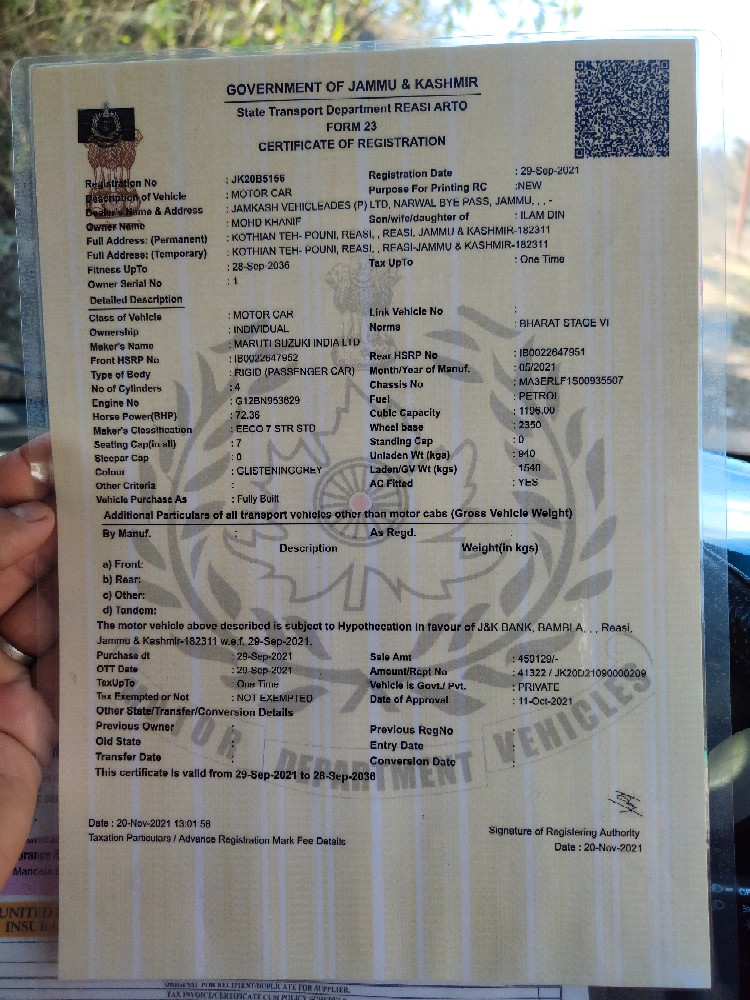 GOVERNMENT OF JAMMU & KASHMIR
State Transport Department REASI ARTO
FORM 23
CERTIFICATE OF REGISTRATION
Registration No : JK20B5156 Registration Date : 29-Sep-2021
Description of Vehicle : MOTOR CAR Purpose For Printing RC :NEW
Dealer's Name & Address : JAMKASH VEHICLEADES (P) LTD, NARWAL BYE PASS, JAMMU, , , -
Owner Name : MOHD KHANIF Son/wife/daughter of : ILAM DIN
Full Address: (Permanent) : KOTHIAN TEH- POUNI, REASI, , REASI, JAMMU & KASHMIR-182311
Full Address: (Temporary) : KOTHIAN TEH- POUNI, REASI, , REASI-JAMMU & KASHMIR-182311
Fitness UpTo : 28-Sep-2036 Tax UpTo : One Time
Owner Serial No : 1
Detailed Description
Class of Vehicle : MOTOR CAR Link Vehicle No :
Ownership : INDIVIDUAL Norms : BHARAT STAGE VI
Maker's Name : MARUTI SUZUKI INDIA LTD
Front HSRP No : IB0022647952 Rear HSRP No : IB0022647951
Type of Body : RIGID (PASSENGER CAR) Month/Year of Manuf. : 05/2021
No of Cylinders : 4 Chassis No : MA3ERLF1S00935507
Engine No : G12BN953629 Fuel : PETROL
Horse Power(BHP) : 72.36 Cubic Capacity : 1196.00
Maker's Classification : EECO 7 STR STD Wheel base : 2350
Seating Cap(in all) : 7 Standing Cap : 0
Sleepar Cap : 0 Unladen Wt (kgs) : 940
Colour : GLISTENINGGREY Laden/GV Wt (kgs) : 1540
Other Criteria : AC Fitted : YES
Vehicle Purchase As : Fully Built
Additional Particulars of all transport vehicles other than motor cabs (Gross Vehicle Weight)
By Manuf. : As Regd. :
Description Weight(in kgs)
a) Front:
b) Rear:
c) Other:
d) Tandem:
The motor vehicle above described is subject to Hypothecation in favour of J&K BANK, BAMBLA, , , Reasi,
Jammu & Kashmir-182311 w.e.f. 29-Sep-2021.
Purchase dt : 29-Sep-2021 Sale Amt : 459129/-
OTT Date : 29-Sep-2021 Amount/Rcpt No : 41322 / JK20D21090000209
TaxUpTo : One Time Vehicle is Govt./ Pvt. : PRIVATE
Tax Exempted or Not : NOT EXEMPTED Date of Approval : 11-Oct-2021
Other State/Transfer/Conversion Details
Previous Owner : Previous RegNo :
Old State : Entry Date :
Transfer Date : Conversion Date :
This certificate is valid from 29-Sep-2021 to 28-Sep-2036
MOTOR DEPARTMENT VEHICLES
Date : 20-Nov-2021 13:01:56
Taxation Particulars / Advance Registration Mark Fee Details
Signature of Registering Authority
Date : 20-Nov-2021
UNITED
ORIGINAL FOR RECIPIENT/DUPLICATE FOR SUPPLIER.